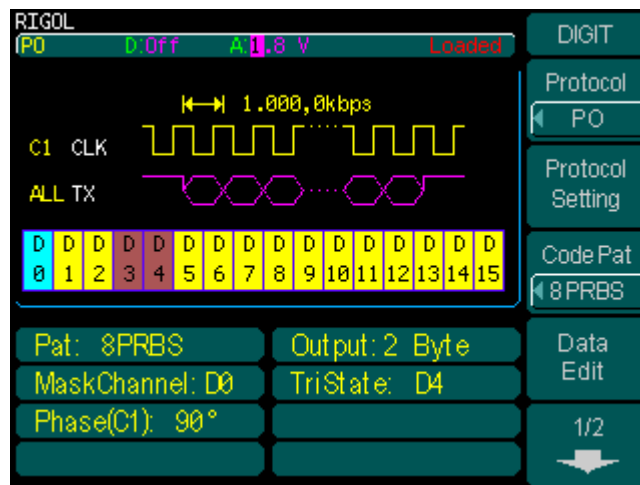 RIGOL
PO D:Off A:1.8 V Loaded
1.000,0kbps
C1 CLK
ALL TX
D D D D D D D D D D D D D D D D
0 1 2 3 4 5 6 7 8 9 10 11 12 13 14 15
Pat: 8PRBS Output: 2 Byte
MaskChannel: D0 TriState: D4
Phase(C1): 90°
DIGIT
Protocol
PO
Protocol
Setting
Code Pat
8PRBS
Data
Edit
1/2